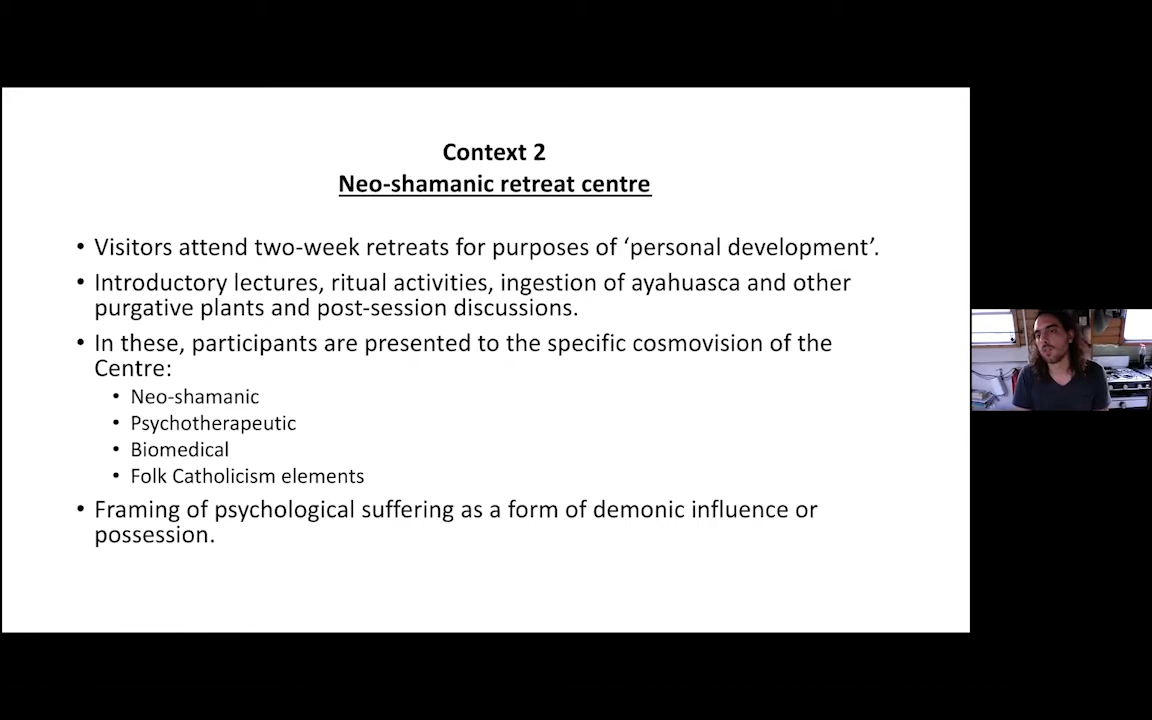 Context 2
Neo-shamanic retreat centre
• Visitors attend two-week retreats for purposes of ‘personal development’.
• Introductory lectures, ritual activities, ingestion of ayahuasca and other
purgative plants and post-session discussions.
• In these, participants are presented to the specific cosmovision of the
Centre:
• Neo-shamanic
• Psychotherapeutic
• Biomedical
• Folk Catholicism elements
• Framing of psychological suffering as a form of demonic influence or
possession.